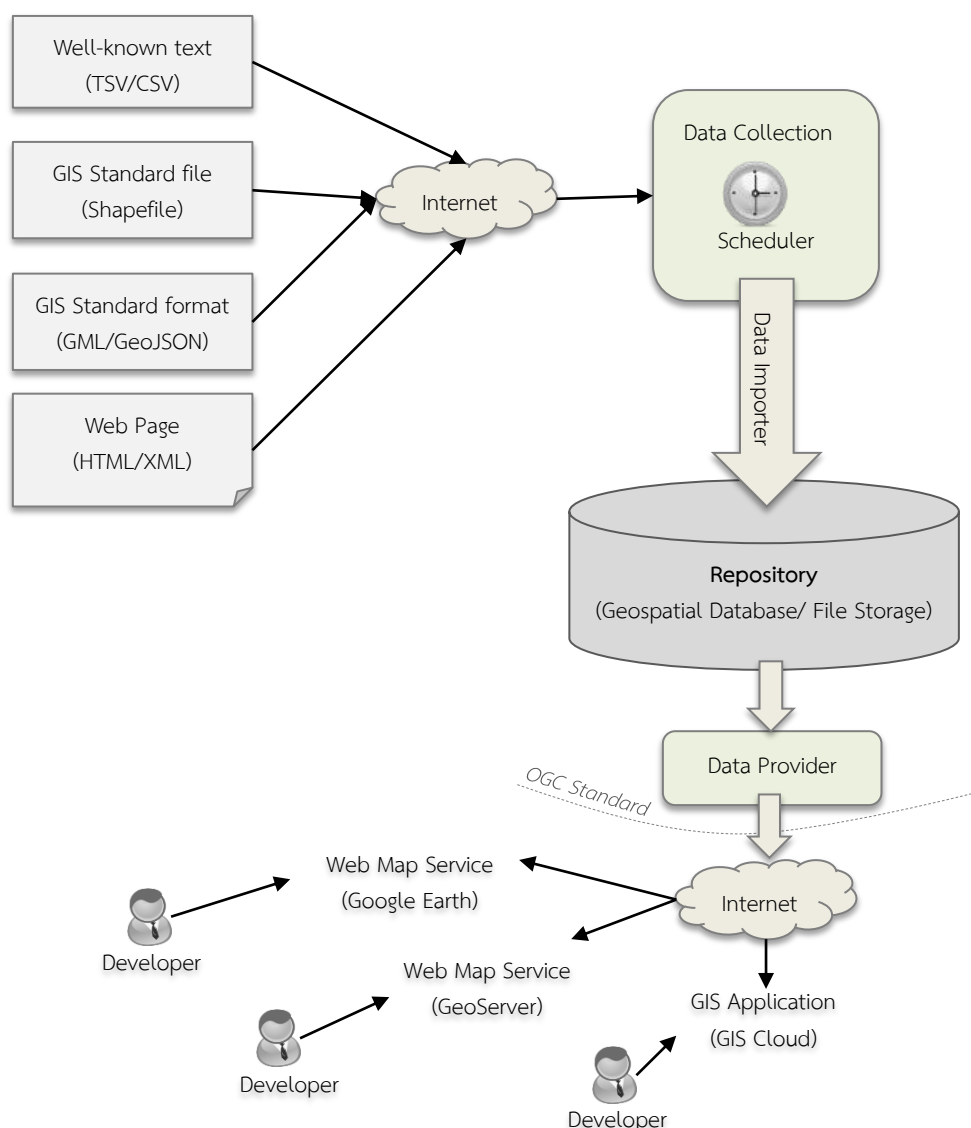 Well-known text
(TSV/CSV)
GIS Standard file
(Shapefile)
GIS Standard format
(GML/GeoJSON)
Web Page
(HTML/XML)
Internet
Data Collection
Scheduler
Data Importer
Repository
(Geospatial Database/ File Storage)
Data Provider
OGC Standard
Internet
Web Map Service
(Google Earth)
Developer
Web Map Service
(GeoServer)
Developer
GIS Application
(GIS Cloud)
Developer